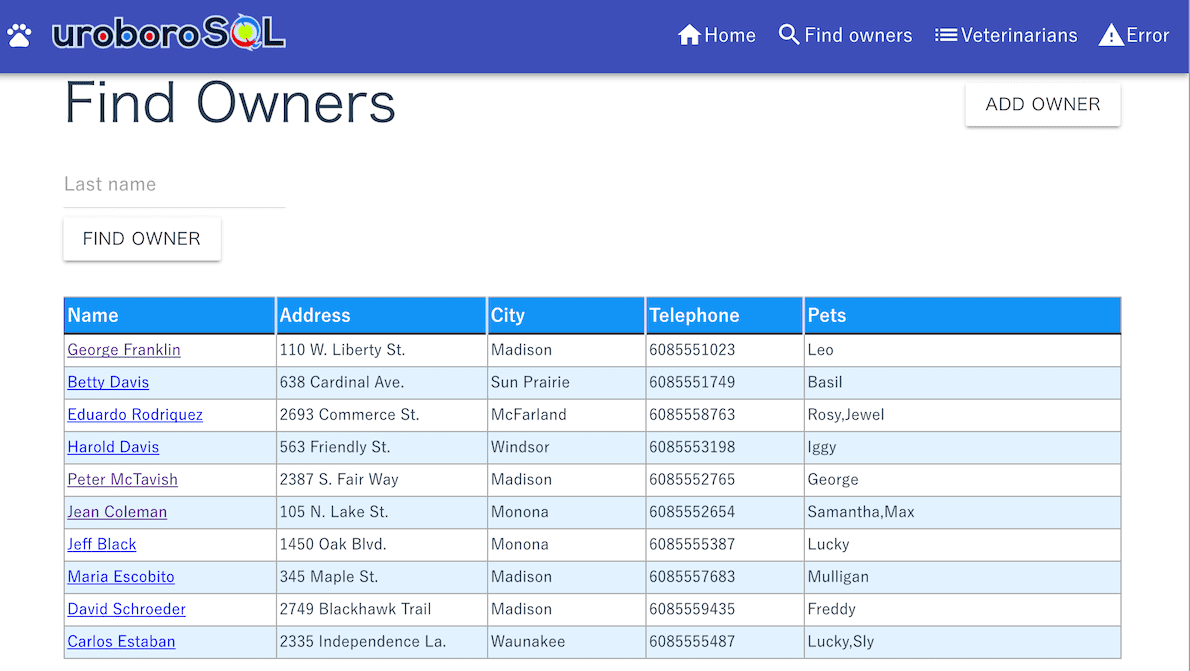 uroboroSQL Home Find owners Veterinarians Error
Find Owners ADD OWNER
Last name
FIND OWNER
Name Address City Telephone Pets
George Franklin 110 W. Liberty St. Madison 6085551023 Leo
Betty Davis 638 Cardinal Ave. Sun Prairie 6085551749 Basil
Eduardo Rodriquez 2693 Commerce St. McFarland 6085558763 Rosy,Jewel
Harold Davis 563 Friendly St. Windsor 6085553198 Iggy
Peter McTavish 2387 S. Fair Way Madison 6085552765 George
Jean Coleman 105 N. Lake St. Monona 6085552654 Samantha,Max
Jeff Black 1450 Oak Blvd. Monona 6085555387 Lucky
Maria Escobito 345 Maple St. Madison 6085557683 Mulligan
David Schroeder 2749 Blackhawk Trail Madison 6085559435 Freddy
Carlos Estaban 2335 Independence La. Waunakee 6085555487 Lucky,Sly